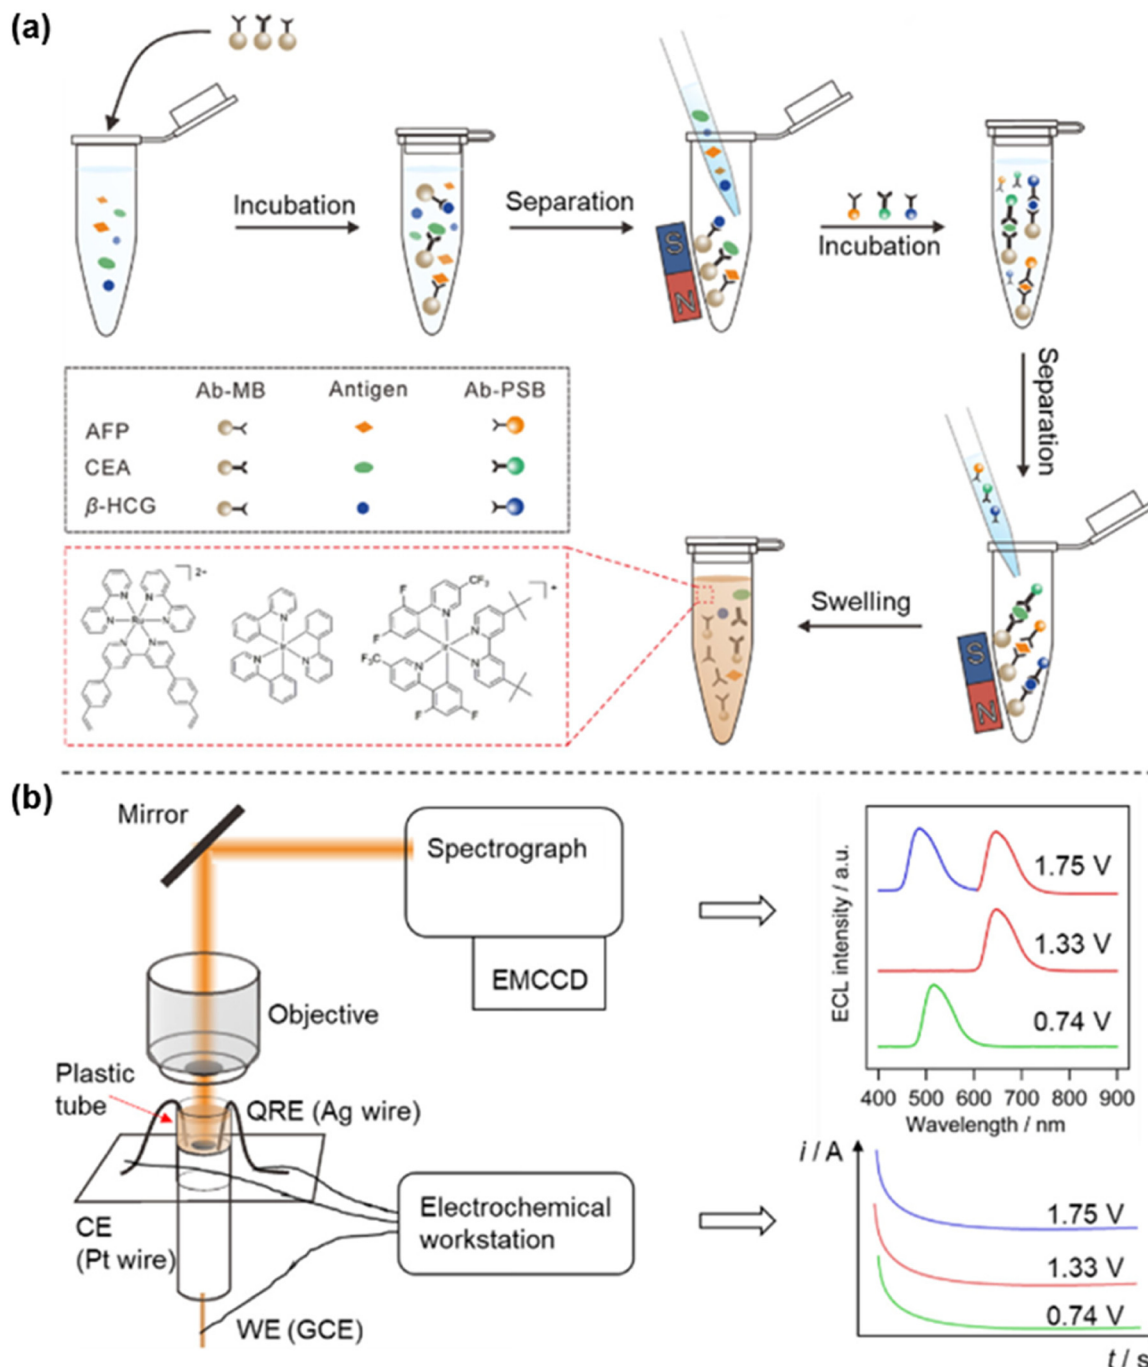 (a)
Incubation
Separation
Incubation
S
N
Separation
Ab-MB Antigen Ab-PSB
AFP
CEA
β-HCG
Swelling
S
N
2+
N N
N N
N N
N
Ir
N
N
CF3
+
F
N
F
N
Ir
F3C
N
N
F
F
(b)
Mirror
Spectrograph
EMCCD
Objective
Plastic
tube
QRE (Ag wire)
CE
(Pt wire)
Electrochemical
workstation
WE (GCE)
ECL intensity / a.u.
1.75 V
1.33 V
0.74 V
400 500 600 700 800 900
Wavelength / nm
i / A
1.75 V
1.33 V
0.74 V
t / s